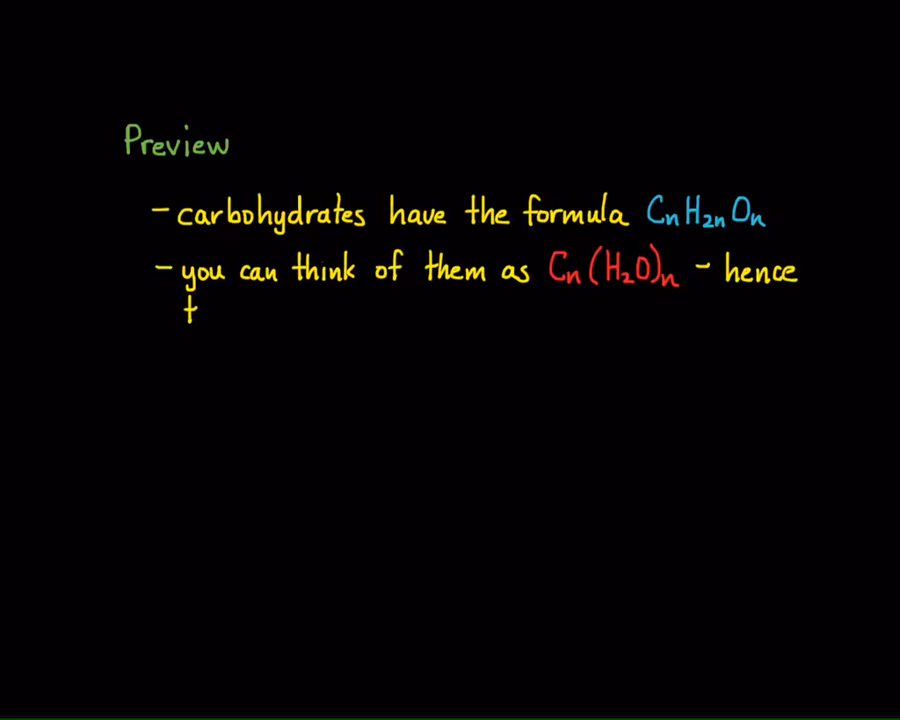 Preview
- carbohydrates have the formula CₙH₂ₙOₙ
- you can think of them as Cₙ(H₂O)ₙ - hence
t